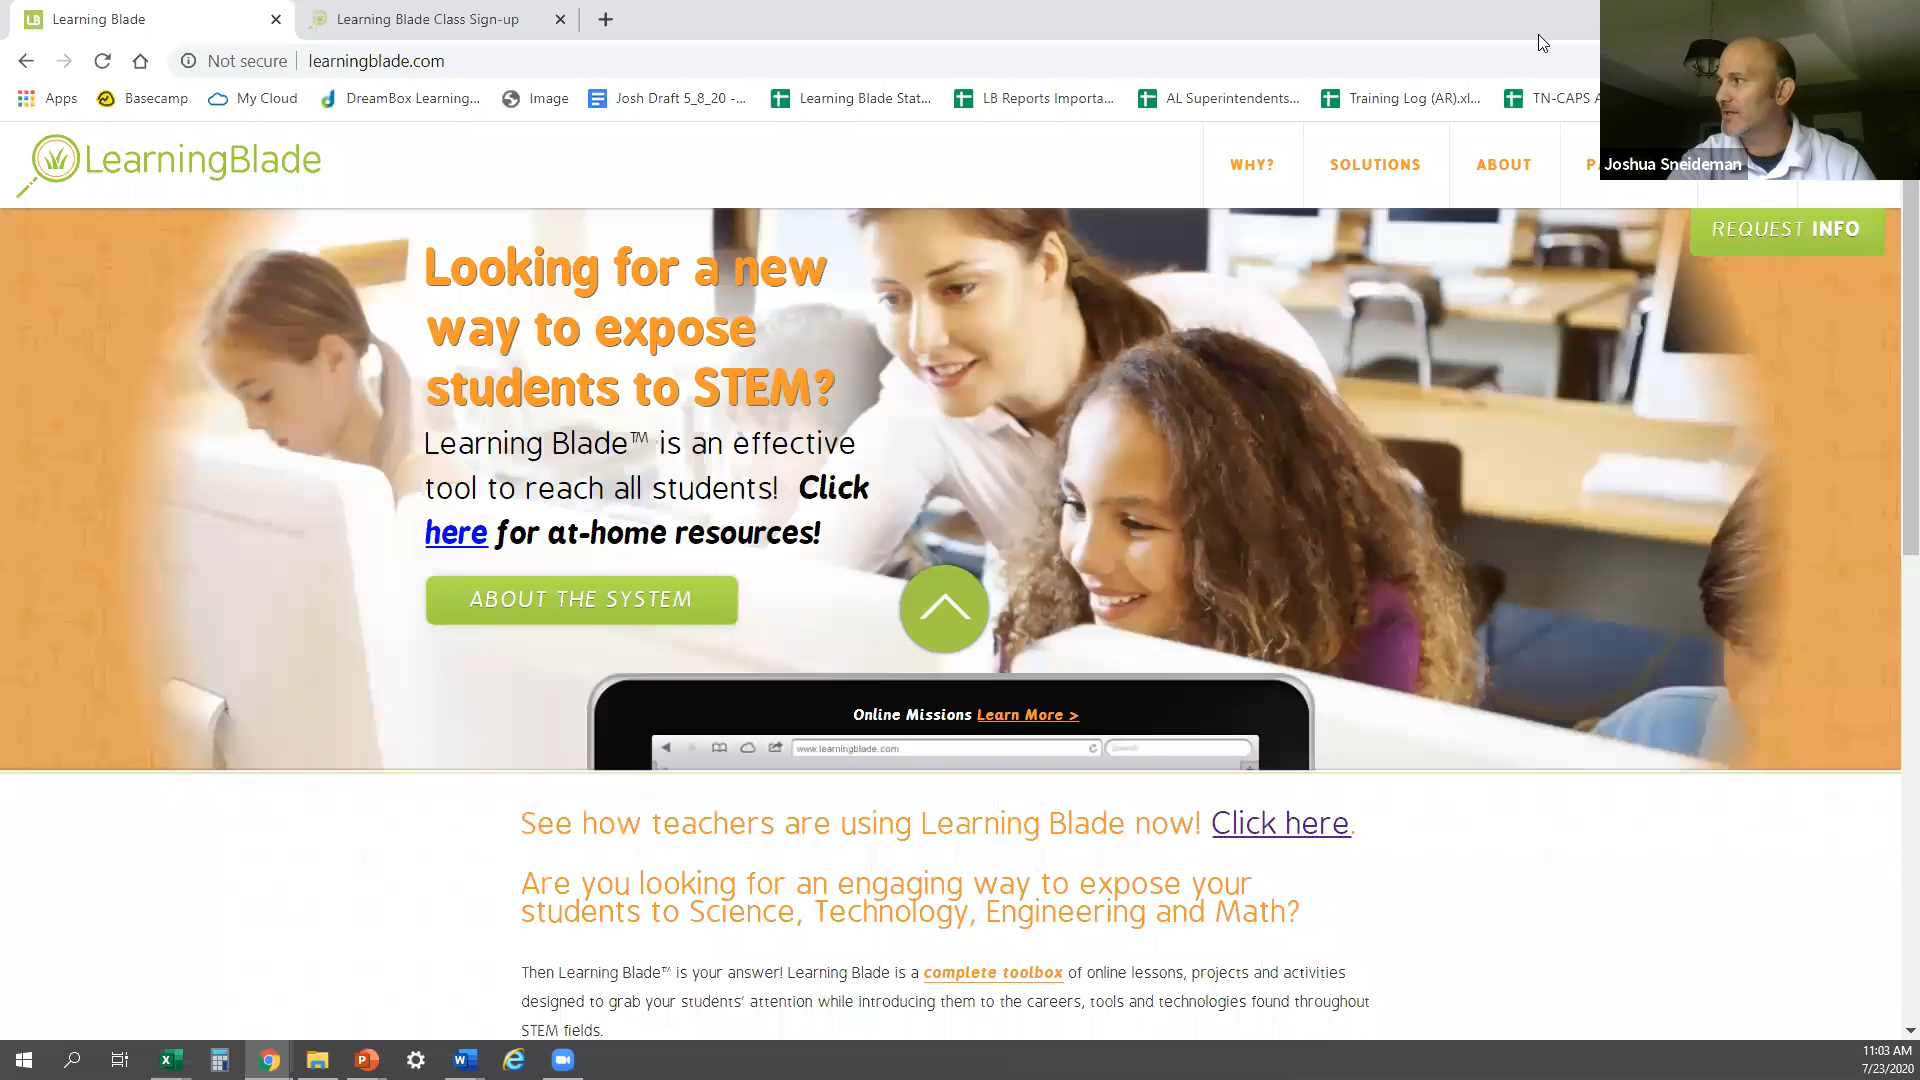 Learning Blade
Learning Blade Class Sign-up
Not secure
learningblade.com
Apps
Basecamp
My Cloud
DreamBox Learning...
Image
Josh Draft 5_8_20 -...
Learning Blade Stat...
LB Reports Importa...
AL Superintendents...
Training Log (AR).xl...
TN-CAPS A
Joshua Sneideman
LearningBlade
WHY?
SOLUTIONS
ABOUT
REQUEST INFO
Looking for a new
way to expose
students to STEM?
Learning Blade™ is an effective
tool to reach all students! Click
here for at-home resources!
ABOUT THE SYSTEM
Online Missions Learn More >
www.learningblade.com
Search
See how teachers are using Learning Blade now! Click here.
Are you looking for an engaging way to expose your
students to Science, Technology, Engineering and Math?
Then Learning Blade™ is your answer! Learning Blade is a complete toolbox of online lessons, projects and activities
designed to grab your students' attention while introducing them to the careers, tools and technologies found throughout
STEM fields.
11:03 AM
7/23/2020